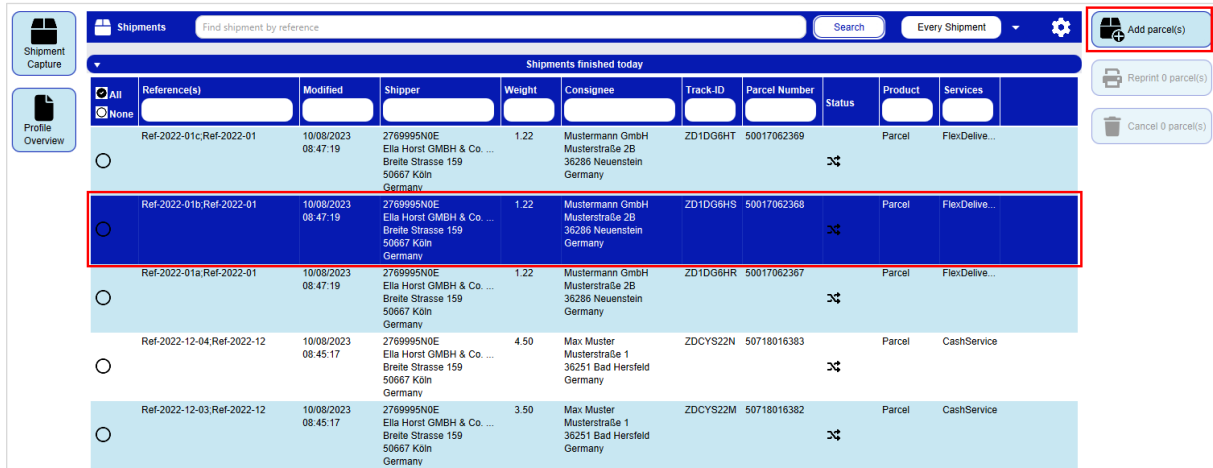 Shipment
Capture
Profile
Overview
Shipments Find shipment by reference Search Every Shipment
Shipments finished today
All
None
Reference(s) Modified Shipper Weight Consignee Track-ID Parcel Number Status Product Services
Ref-2022-01c;Ref-2022-01 10/08/2023 2769995N0E 1.22 Mustermann GmbH ZD1DG6HT 50017062369 Parcel FlexDelive...
08:47:19 Ella Horst GMBH & Co. ... Musterstraße 2B
Breite Strasse 159 36286 Neuenstein
50667 Köln Germany
Germany
Ref-2022-01b;Ref-2022-01 10/08/2023 2769995N0E 1.22 Mustermann GmbH ZD1DG6HS 50017062368 Parcel FlexDelive...
08:47:19 Ella Horst GMBH & Co. ... Musterstraße 2B
Breite Strasse 159 36286 Neuenstein
50667 Köln Germany
Germany
Ref-2022-01a;Ref-2022-01 10/08/2023 2769995N0E 1.22 Mustermann GmbH ZD1DG6HR 50017062367 Parcel FlexDelive...
08:47:19 Ella Horst GMBH & Co. ... Musterstraße 2B
Breite Strasse 159 36286 Neuenstein
50667 Köln Germany
Germany
Ref-2022-12-04;Ref-2022-12 10/08/2023 2769995N0E 4.50 Max Muster ZDCYS22N 50718016383 Parcel CashService
08:45:17 Ella Horst GMBH & Co. ... Musterstraße 1
Breite Strasse 159 36251 Bad Hersfeld
50667 Köln Germany
Germany
Ref-2022-12-03;Ref-2022-12 10/08/2023 2769995N0E 3.50 Max Muster ZDCYS22M 50718016382 Parcel CashService
08:45:17 Ella Horst GMBH & Co. ... Musterstraße 1
Breite Strasse 159 36251 Bad Hersfeld
50667 Köln Germany
Germany
Add parcel(s)
Reprint 0 parcel(s)
Cancel 0 parcel(s)